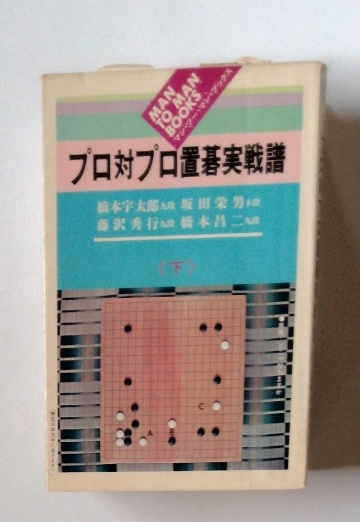 MAN
TO MAN
BOOKS
マン・ツー・マン・ブックス
プロ対プロ置碁実戦譜
橋本宇太郎九段 坂田栄男十段
藤沢秀行九段 橋本昌二九段
《下》
C
A B